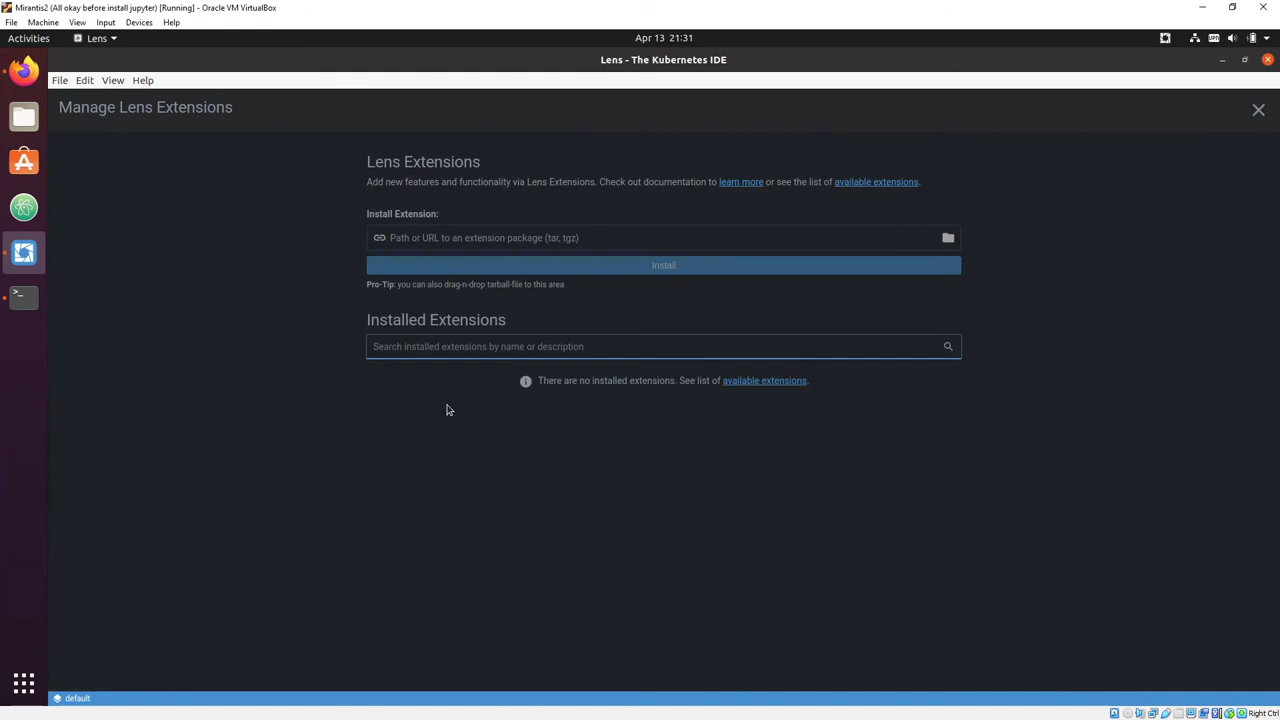 Mirantis2 (All okay before install jupyter) [Running] - Oracle VM VirtualBox
File Machine View Input Devices Help
Activities Lens Apr 13 21:31
Lens - The Kubernetes IDE
File Edit View Help
Manage Lens Extensions
Lens Extensions
Add new features and functionality via Lens Extensions. Check out documentation to learn more or see the list of available extensions.
Install Extension:
Path or URL to an extension package (tar, tgz)
Install
Pro-Tip: you can also drag-n-drop tarball-file to this area
Installed Extensions
Search installed extensions by name or description
There are no installed extensions. See list of available extensions.
default
Right Ctrl